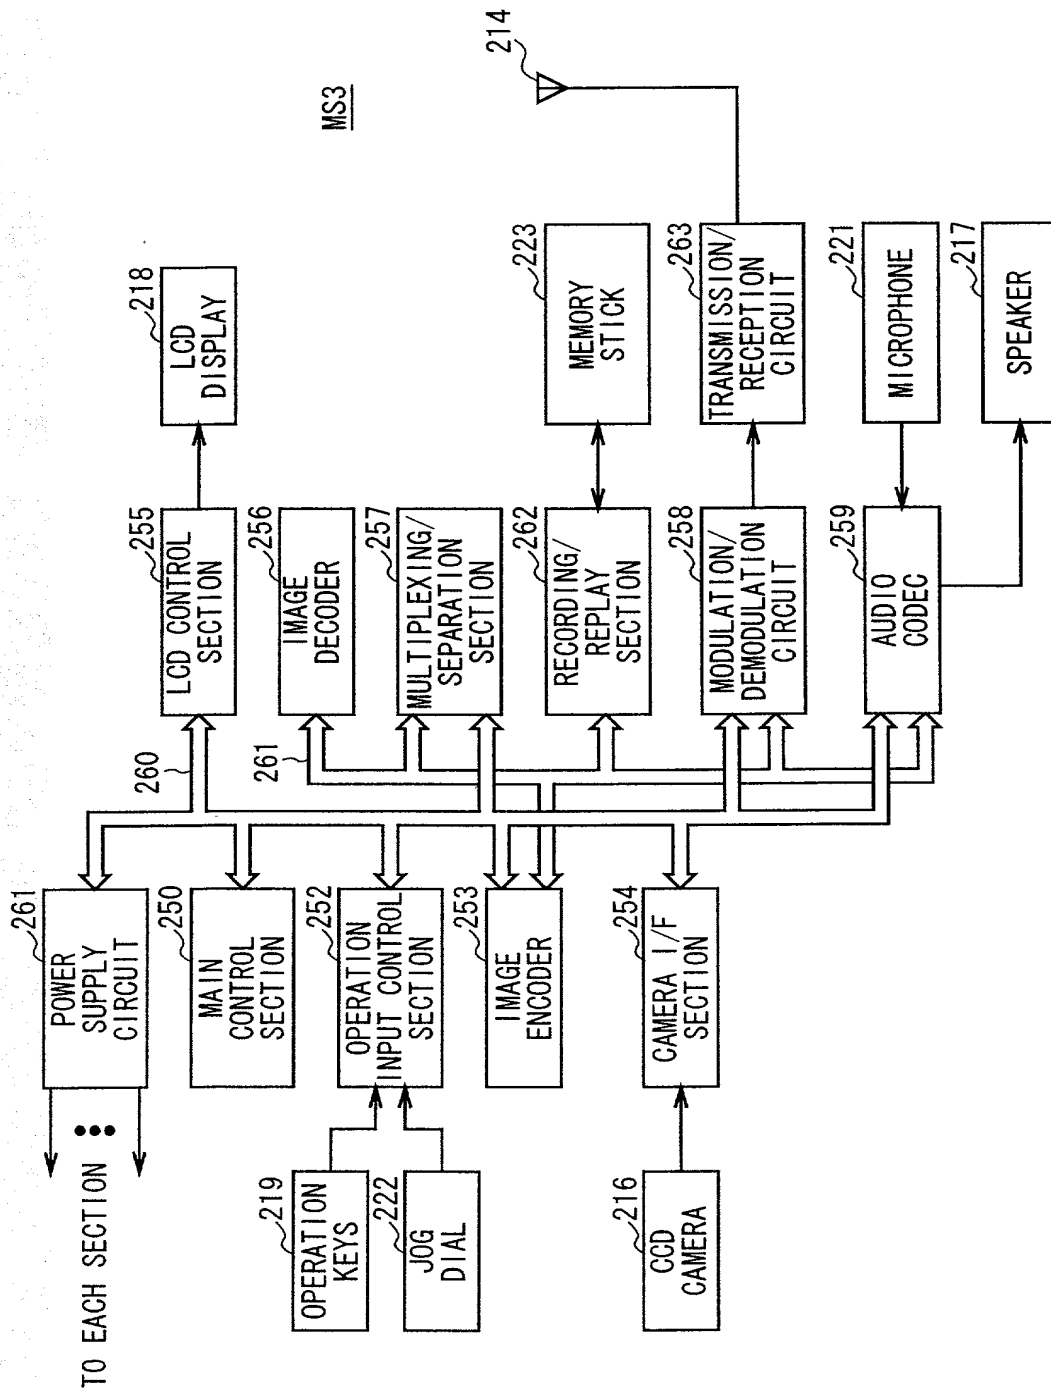 MS3
TO EACH SECTION
261
POWER
SUPPLY
CIRCUIT
250
MAIN
CONTROL
SECTION
219
OPERATION
KEYS
222
JOG
DIAL
252
OPERATION
INPUT CONTROL
SECTION
253
IMAGE
ENCODER
216
CCD
CAMERA
254
CAMERA I/F
SECTION
260
261
255
LCD CONTROL
SECTION
218
LCD
DISPLAY
256
IMAGE
DECODER
257
MULTIPLEXING/
SEPARATION
SECTION
262
RECORDING/
REPLAY
SECTION
223
MEMORY
STICK
258
MODULATION/
DEMODULATION
CIRCUIT
263
TRANSMISSION/
RECEPTION
CIRCUIT
214
259
AUDIO
CODEC
221
MICROPHONE
217
SPEAKER